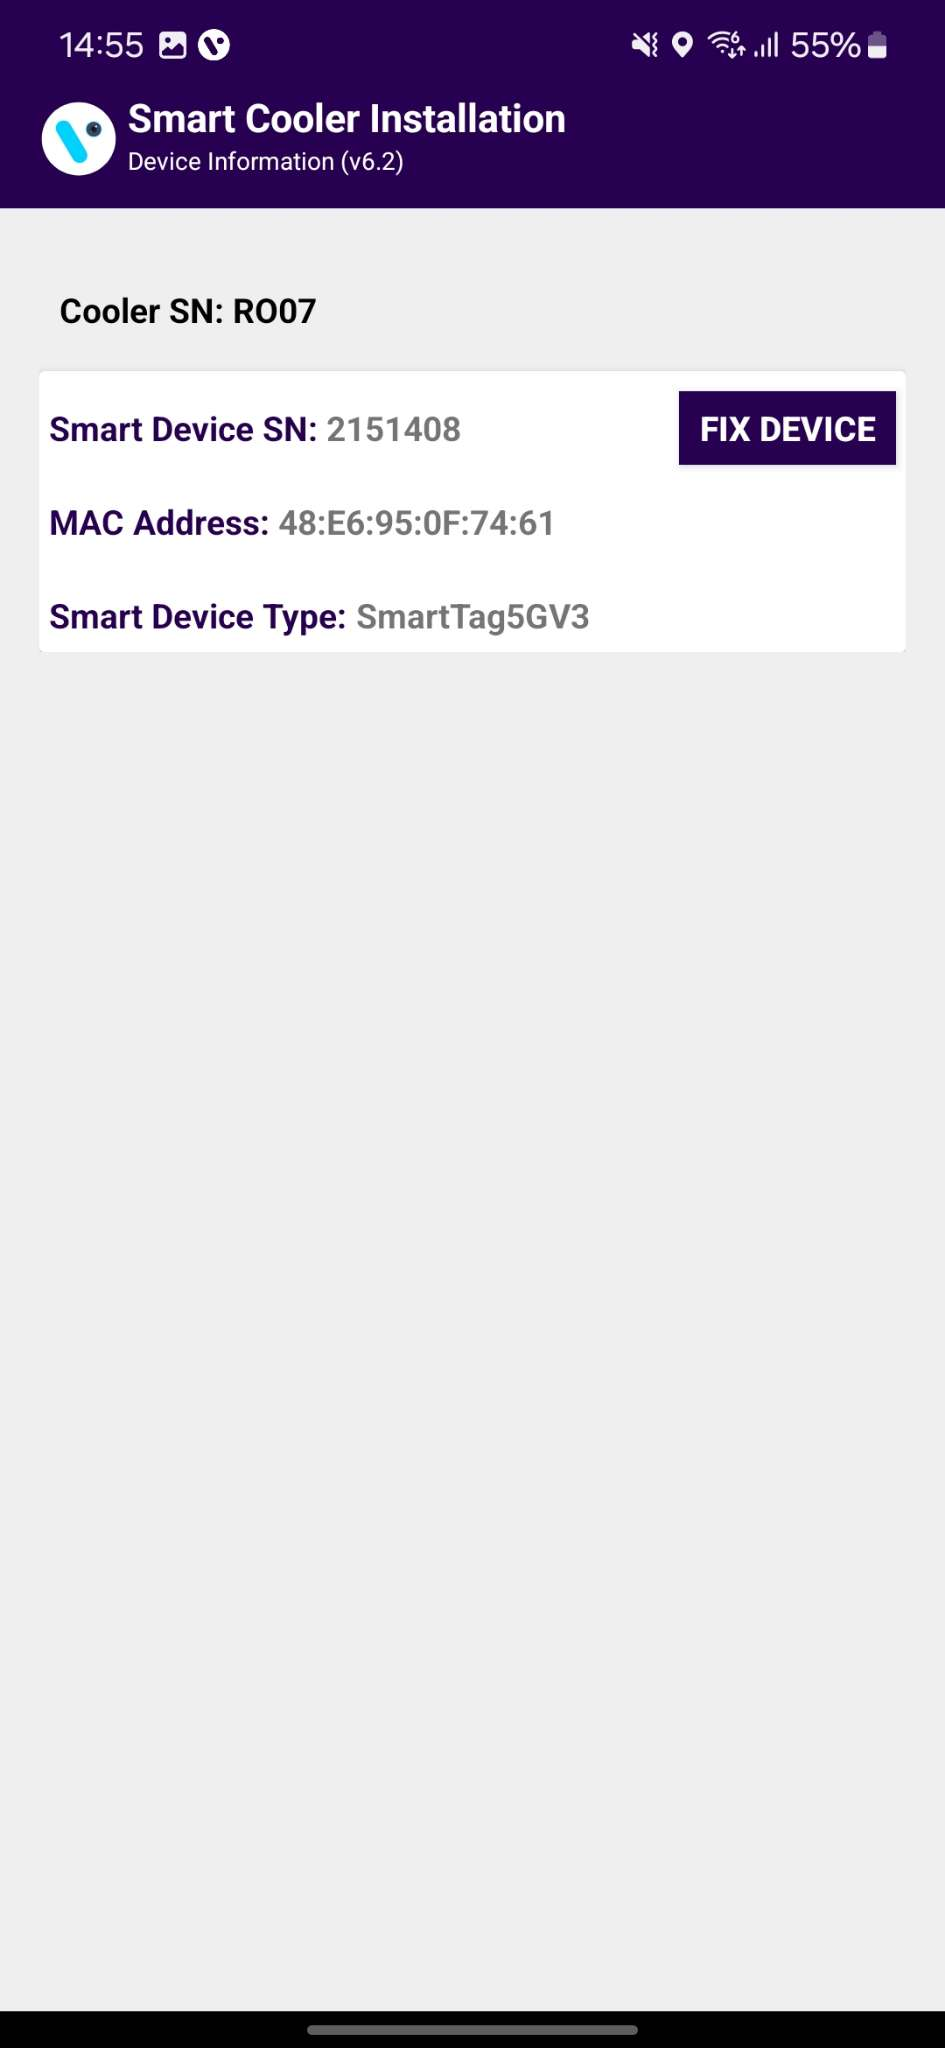 14:55
55%
Smart Cooler Installation
Device Information (v6.2)
Cooler SN: RO07
Smart Device SN: 2151408
FIX DEVICE
MAC Address: 48:E6:95:0F:74:61
Smart Device Type: SmartTag5GV3